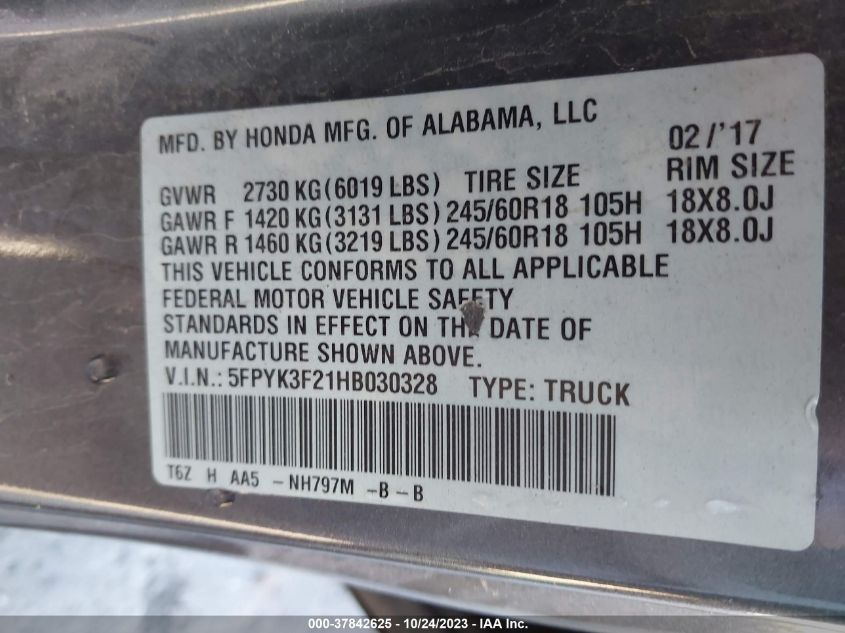 MFD. BY HONDA MFG. OF ALABAMA, LLC 02/'17
RIM SIZE
GVWR 2730 KG(6019 LBS) TIRE SIZE
GAWR F 1420 KG(3131 LBS) 245/60R18 105H 18X8.0J
GAWR R 1460 KG(3219 LBS) 245/60R18 105H 18X8.0J
THIS VEHICLE CONFORMS TO ALL APPLICABLE
FEDERAL MOTOR VEHICLE SAFETY
STANDARDS IN EFFECT ON THE DATE OF
MANUFACTURE SHOWN ABOVE.
V.I.N.: 5FPYK3F21HB030328 TYPE: TRUCK
T6Z H AA5 -NH797M -B-B
000-37842625 - 10/24/2023 - IAA Inc.